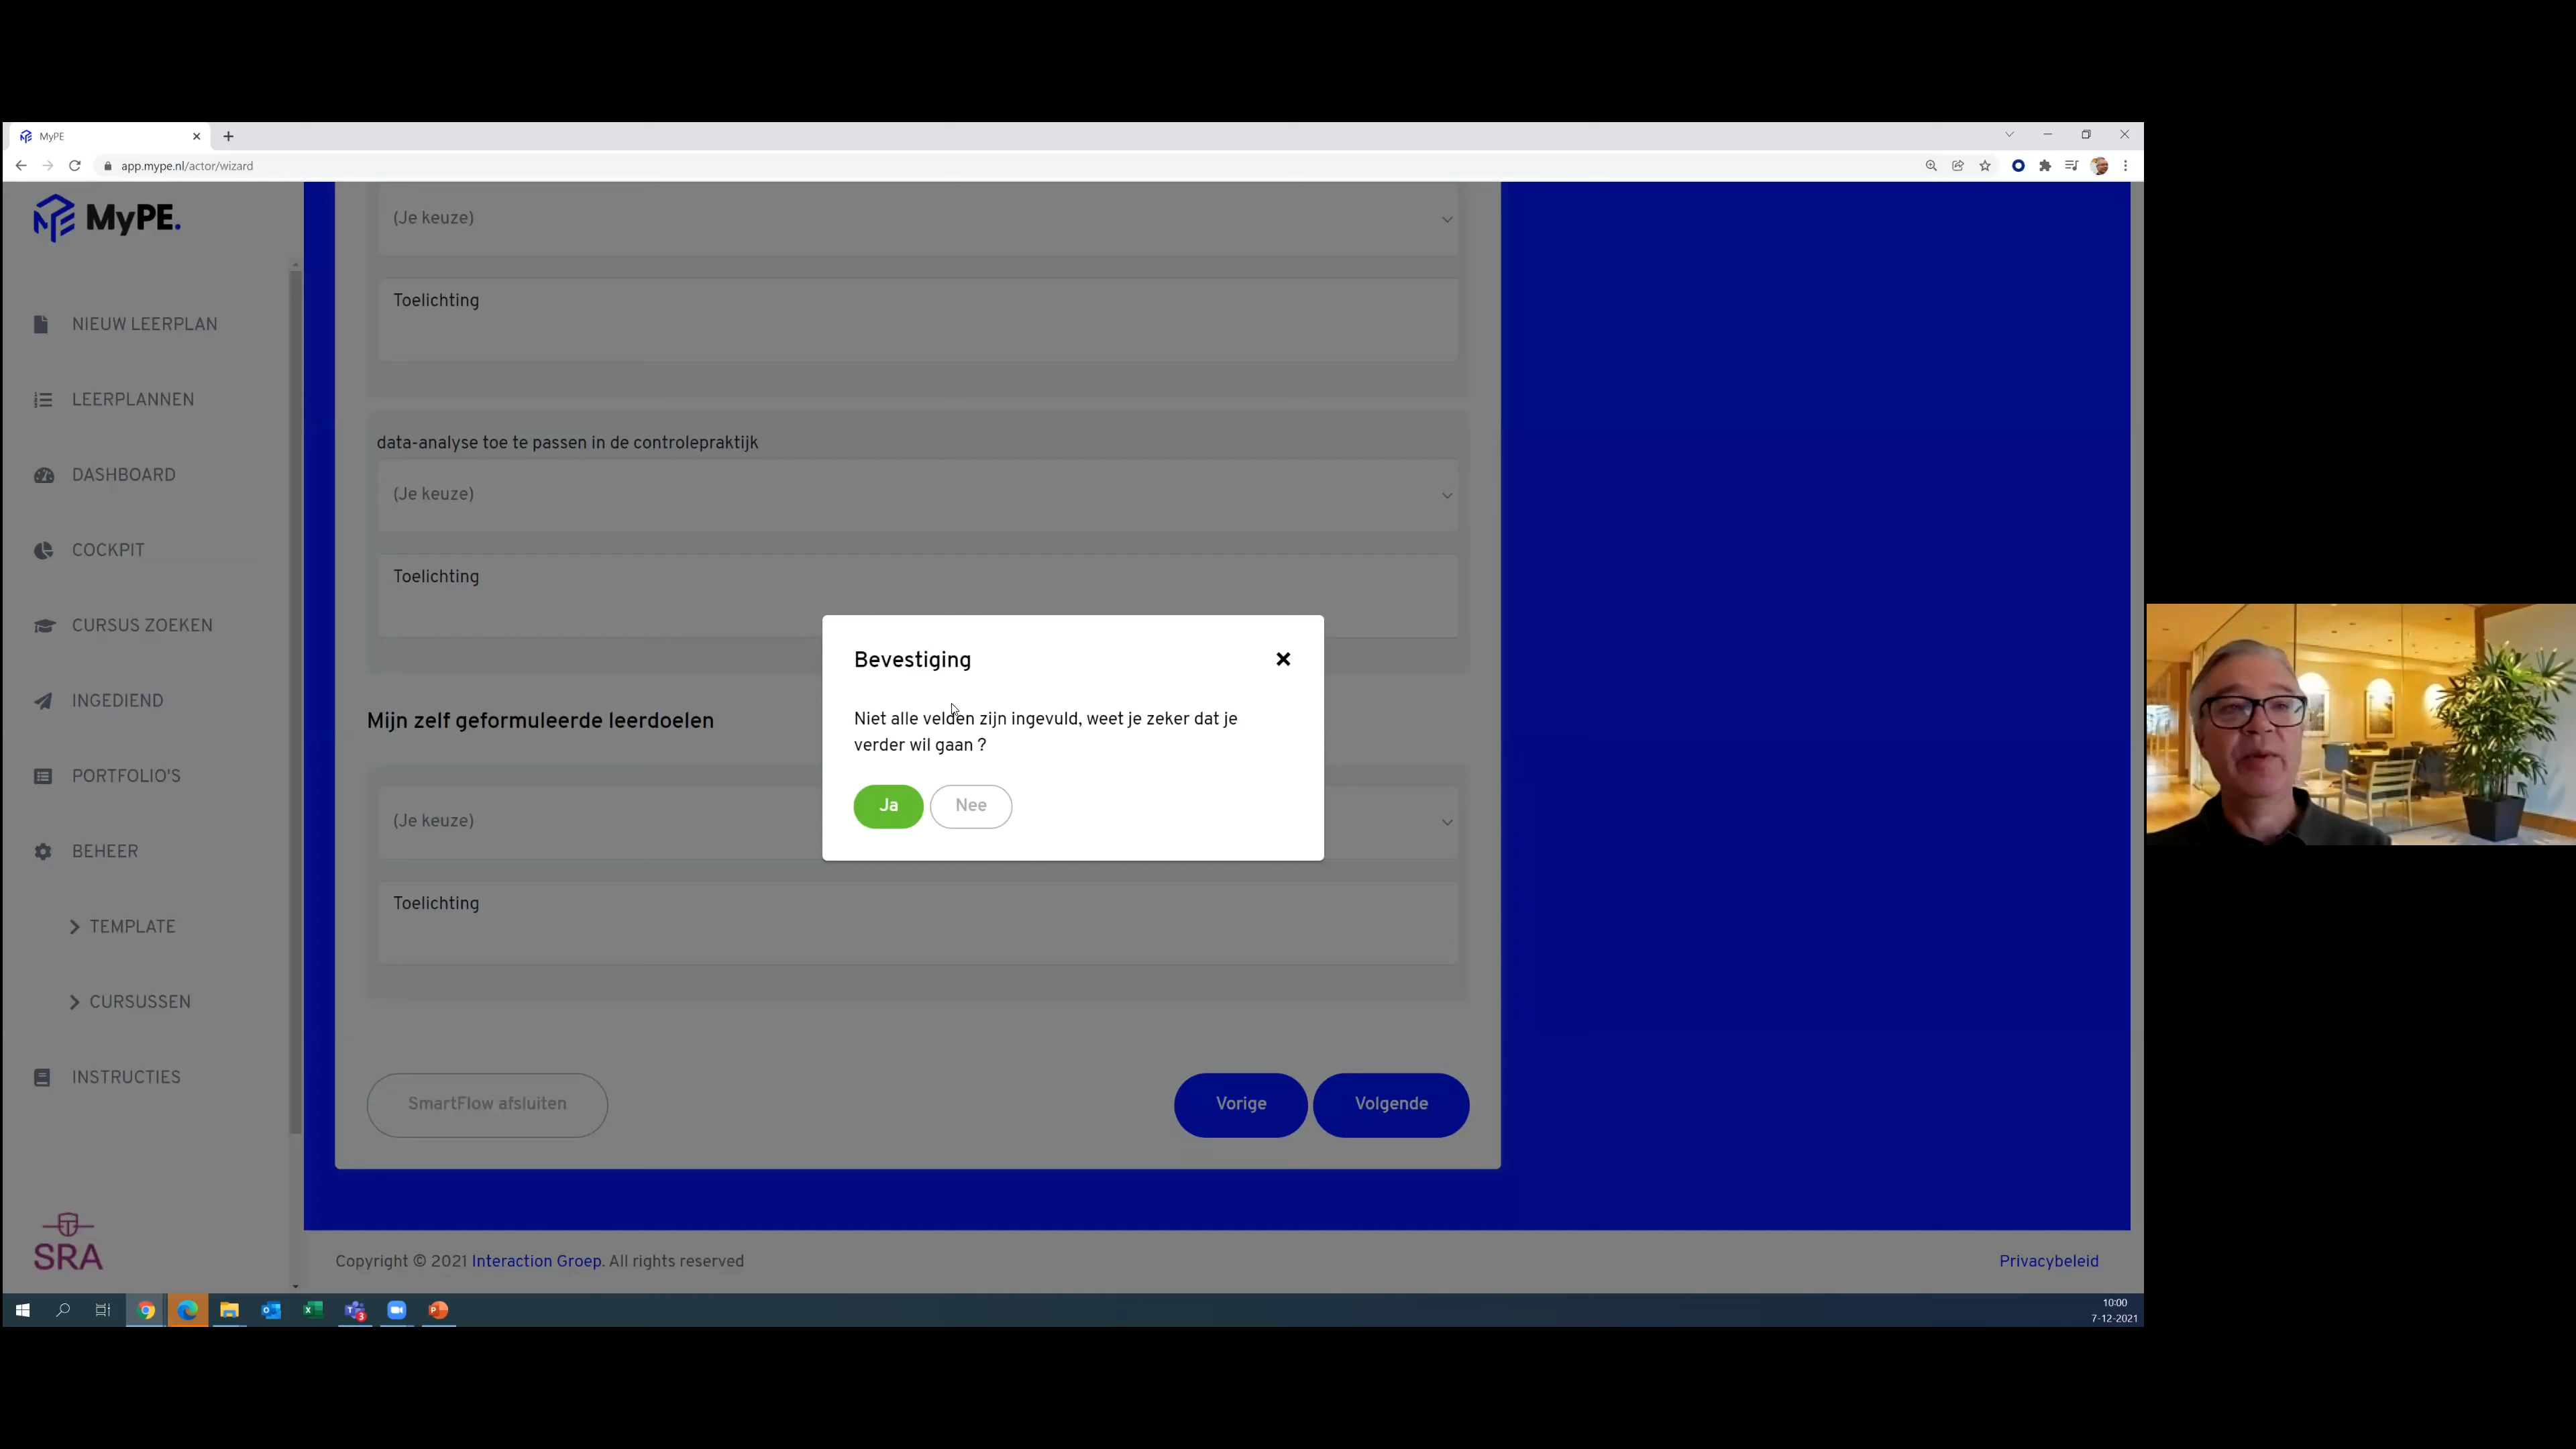 MyPE
app.mype.nl/actor/wizard
MyPE.
NIEUW LEERPLAN
LEERPLANNEN
DASHBOARD
COCKPIT
CURSUS ZOEKEN
INGEDIEND
PORTFOLIO'S
BEHEER
TEMPLATE
CURSUSSEN
INSTRUCTIES
SRA
(Je keuze)
Toelichting
data-analyse toe te passen in de controlepraktijk
(Je keuze)
Toelichting
Mijn zelf geformuleerde leerdoelen
(Je keuze)
Toelichting
Bevestiging
Niet alle velden zijn ingevuld, weet je zeker dat je
verder wil gaan ?
Ja Nee
SmartFlow afsluiten Vorige Volgende
Copyright © 2021 Interaction Groep. All rights reserved Privacybeleid
3
10:00
7-12-2021